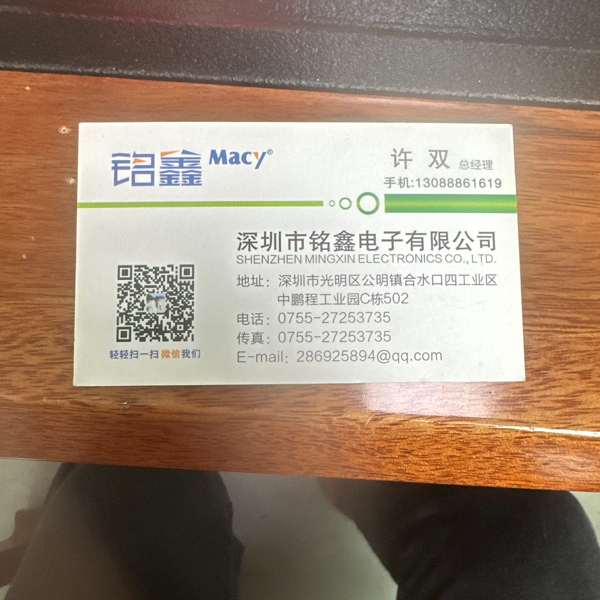 铭鑫 Macy®
许 双 总经理
手机:13088861619
深圳市铭鑫电子有限公司
SHENZHEN MINGXIN ELECTRONICS CO., LTD.
地址: 深圳市光明区公明镇合水口四工业区
中鹏程工业园C栋502
电话: 0755-27253735
传真: 0755-27253735
E-mail: 286925894@qq.com
轻轻扫一扫 微信我们